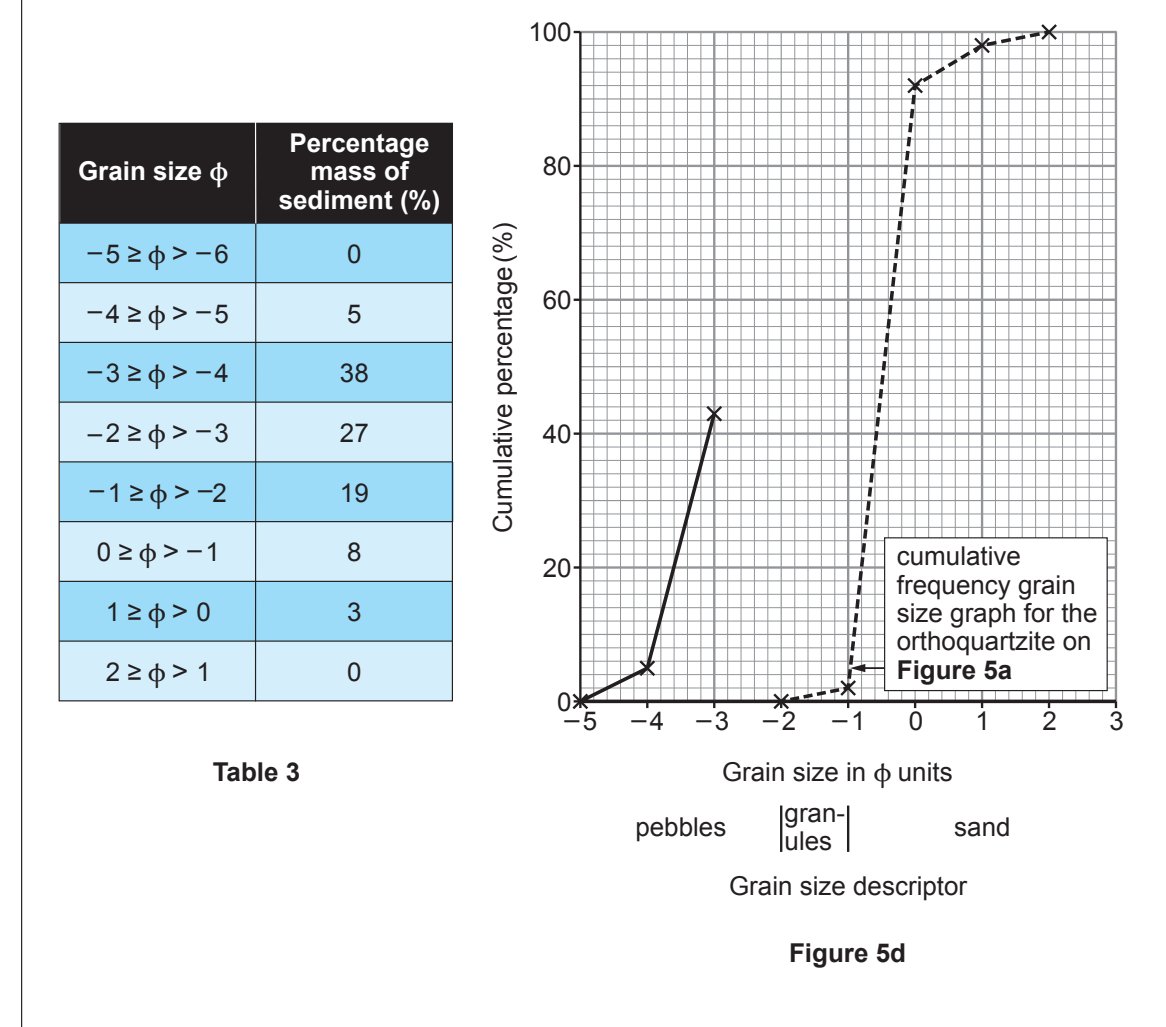 Grain size ϕ
Percentage
mass of
sediment (%)
−5 ≥ ϕ > −6
0
−4 ≥ ϕ > −5
5
−3 ≥ ϕ > −4
38
−2 ≥ ϕ > −3
27
−1 ≥ ϕ > −2
19
0 ≥ ϕ > −1
8
1 ≥ ϕ > 0
3
2 ≥ ϕ > 1
0
Table 3
Cumulative percentage (%)
100
80
60
40
20
0
cumulative
frequency grain
size graph for the
orthoquartzite on
Figure 5a
−5 −4 −3 −2 −1 0 1 2 3
Grain size in ϕ units
pebbles
gran-
ules
sand
Grain size descriptor
Figure 5d